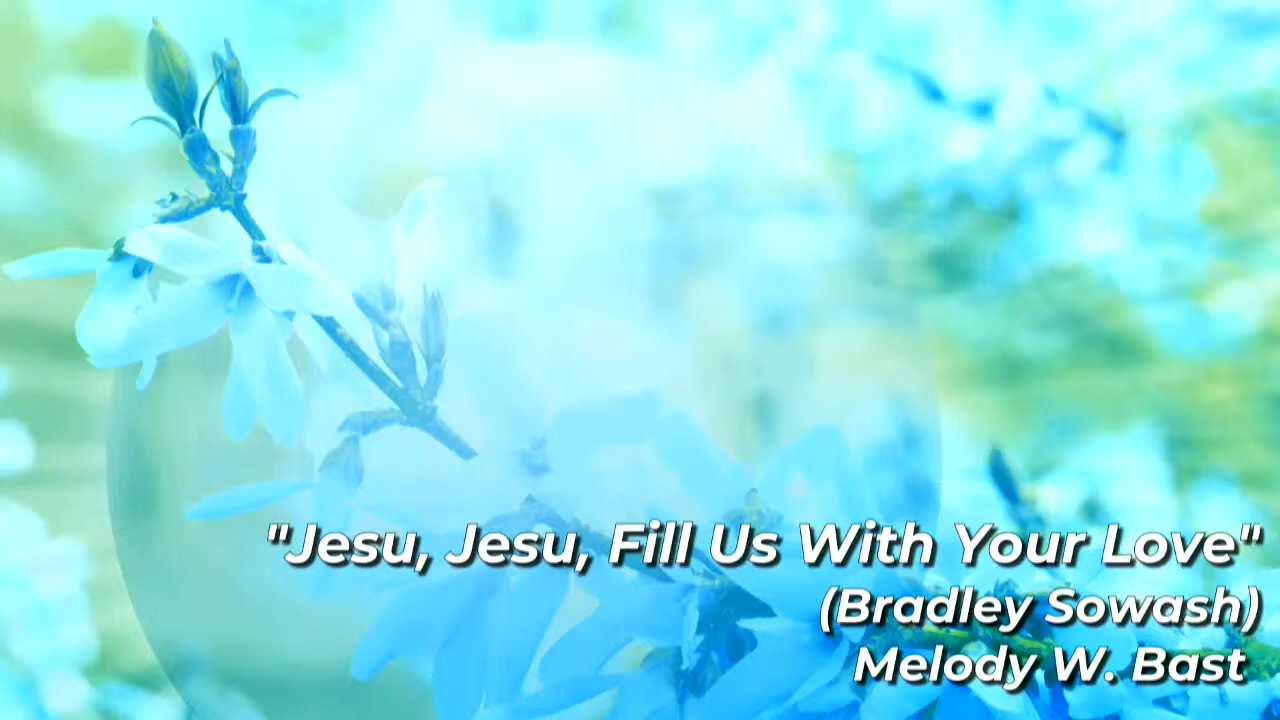 "Jesu, Jesu, Fill Us With Your Love"
(Bradley Sowash)
Melody W. Bast